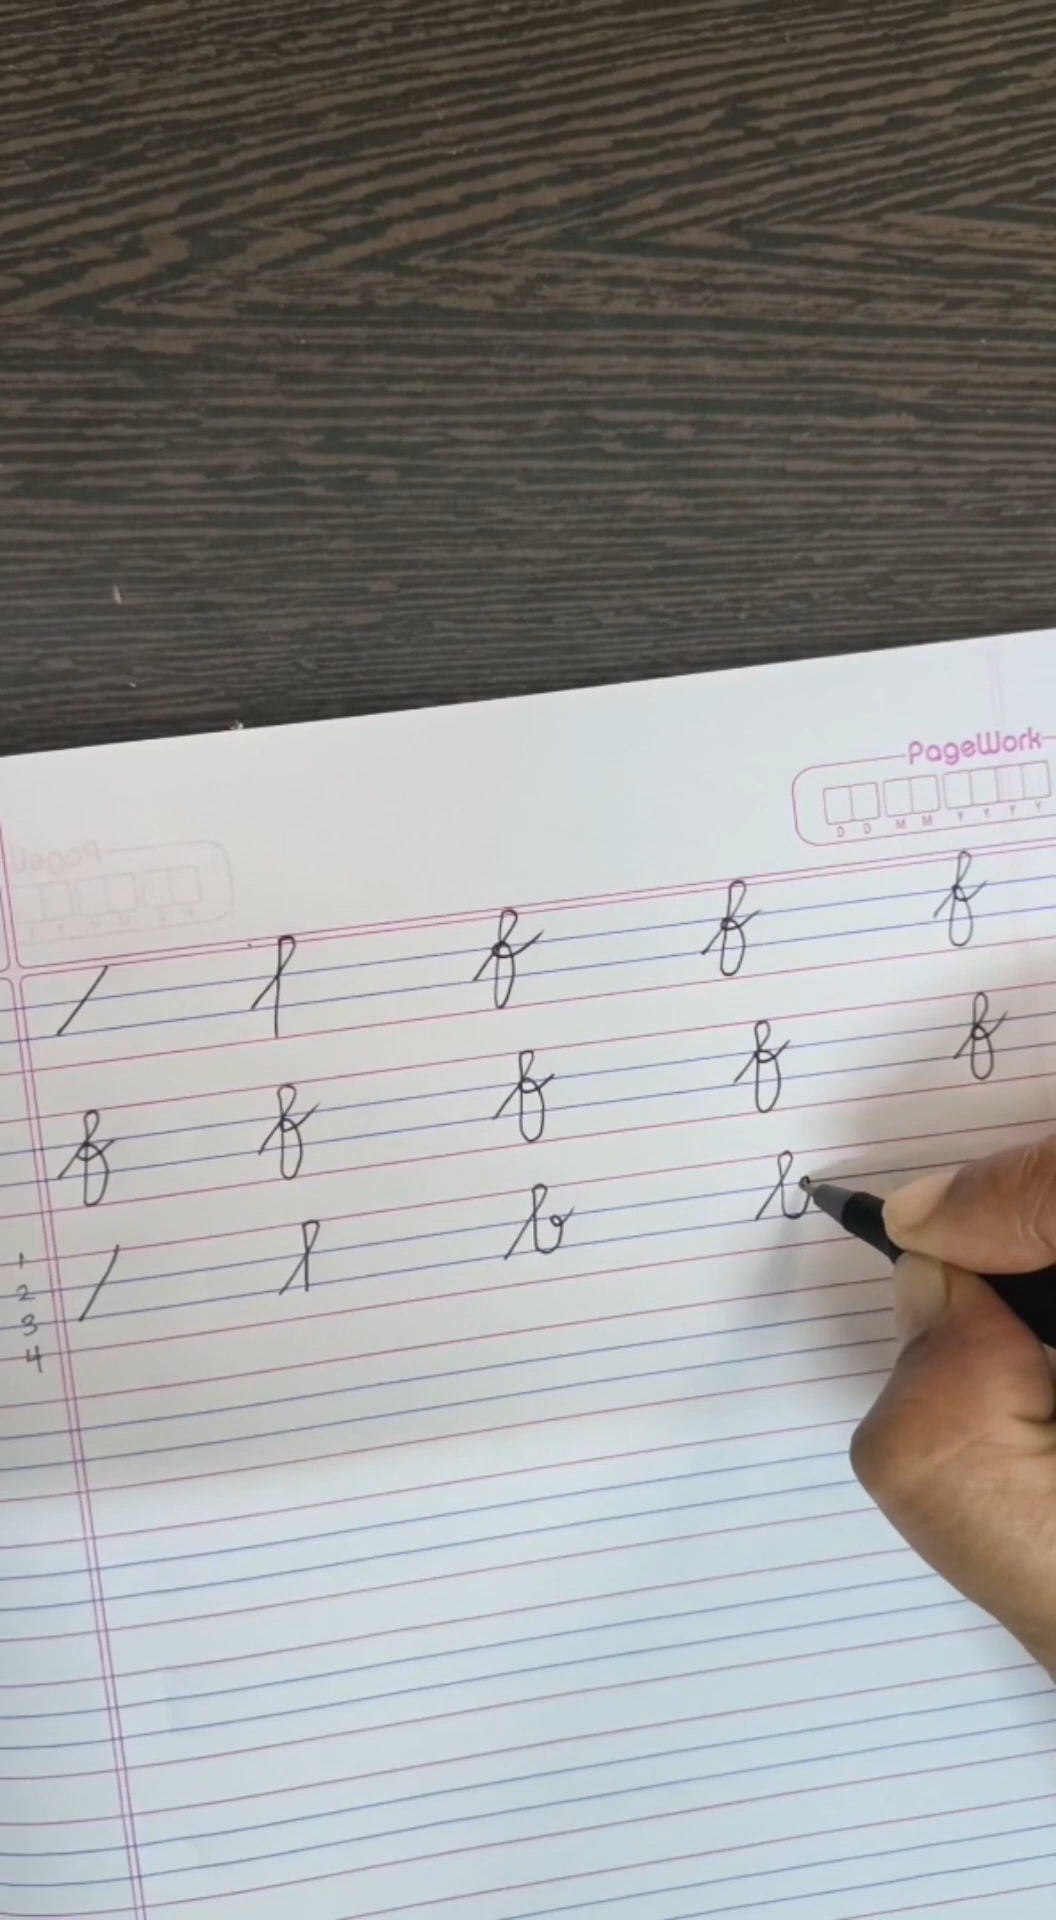 PageWork
D D M M Y Y Y Y
/ l f f f
f f f f f
1
2 / l b b
3
4